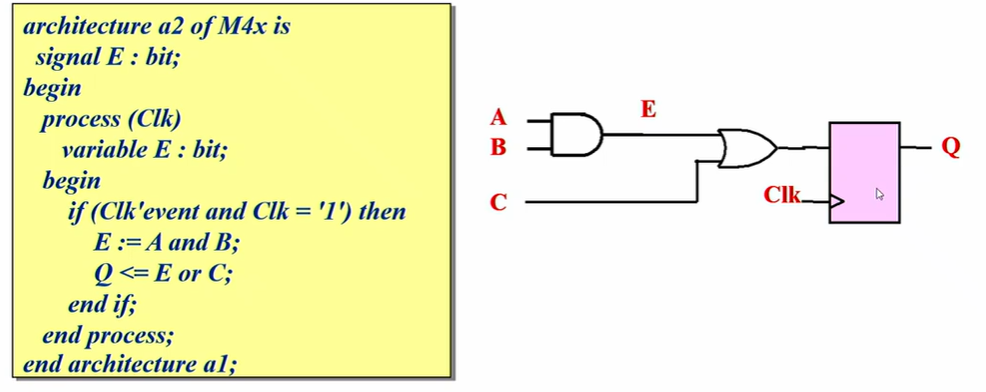 architecture a2 of M4x is
signal E : bit;
begin
process (Clk)
variable E : bit;
begin
if (Clk'event and Clk = '1') then
E := A and B;
Q <= E or C;
end if;
end process;
end architecture a1;
A
B
C
E
Clk
Q